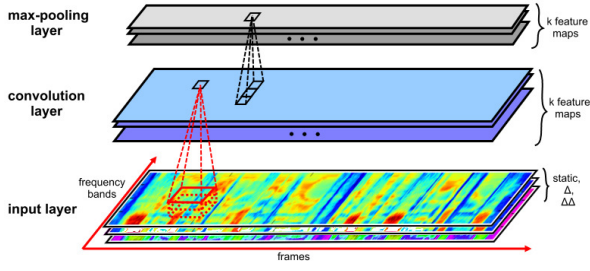 max-pooling
layer
k feature
maps
convolution
layer
k feature
maps
frequency
bands
input layer
static,
Δ,
ΔΔ
frames